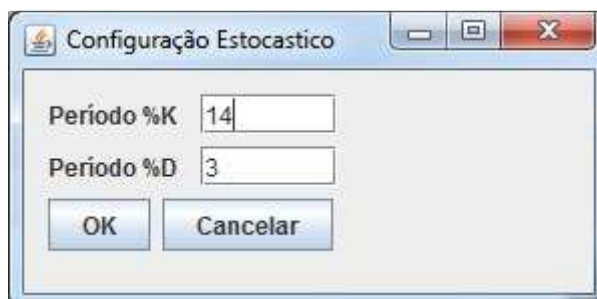 Configuração Estocastico
Período %K 14
Período %D 3
OK Cancelar